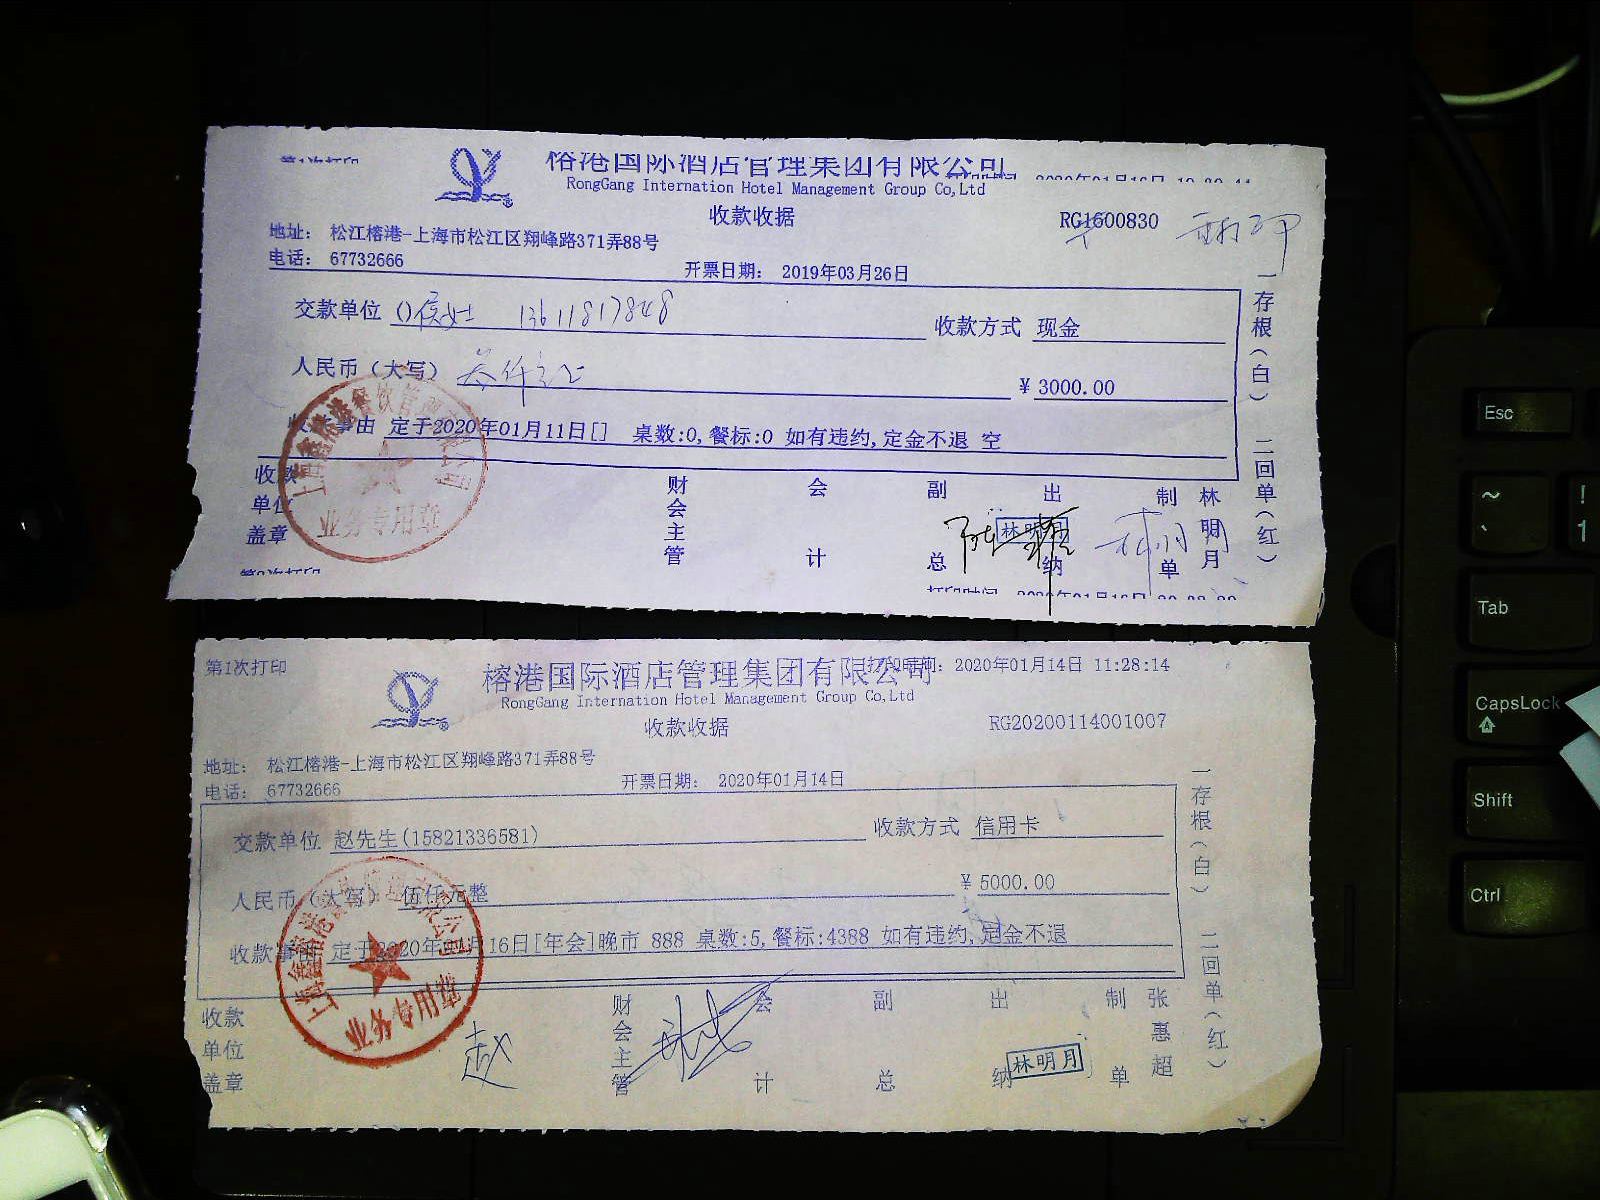 第1次打印
榕港国际酒店管理集团有限公司
RongGang Internation Hotel Management Group Co,Ltd
收款收据
RG1600830
地址： 松江榕港-上海市松江区翔峰路371弄88号
电话： 67732666
开票日期： 2019年03月26日
交款单位 ()侯女士 13611817848
收款方式 现金
人民币（大写） 叁仟元正
¥ 3000.00
收款事由 定于2020年01月11日[] 桌数:0,餐标:0 如有违约,定金不退 空
收款单位盖章
财会主管
会计
副总
出纳 林明月
制单 林明月
一存根(白) 二回单(红)
第1次打印
榕港国际酒店管理集团有限公司
打印时间: 2020年01月14日 11:28:14
RongGang Internation Hotel Management Group Co,Ltd
收款收据
RG20200114001007
地址： 松江榕港-上海市松江区翔峰路371弄88号
电话： 67732666
开票日期： 2020年01月14日
交款单位 赵先生(15821336581)
收款方式 信用卡
人民币（大写） 伍仟元整
¥ 5000.00
收款事由 定于2020年01月16日[年会]晚市 888 桌数:5,餐标:4388 如有违约,定金不退
收款单位盖章
赵
财会主管
会计
副总
出纳 林明月
制单 张惠超
一存根(白) 二回单(红)
Esc
~
`
!
1
Tab
CapsLock
Shift
Ctrl